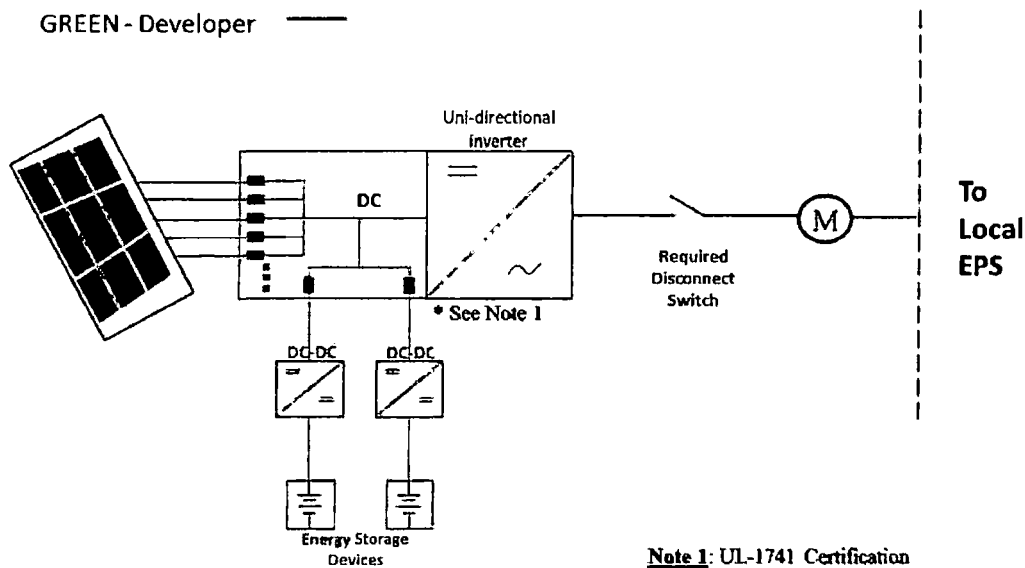 GREEN - Developer
Uni-directional
inverter
DC
To
Local
EPS
M
Required
Disconnect
Switch
* See Note 1
DC-DC DC-DC
Energy Storage
Devices
Note 1: UL-1741 Certification